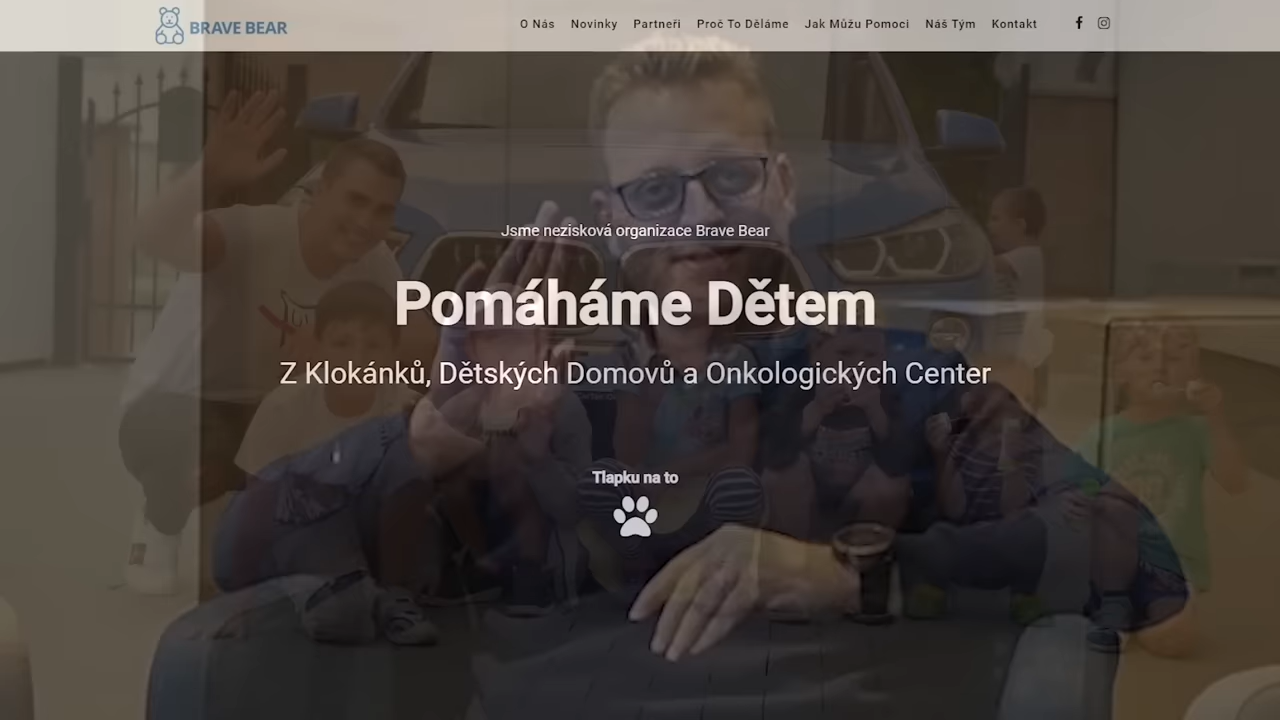 BRAVE BEAR
O Nás Novinky Partneři Proč To Děláme Jak Můžu Pomoci Náš Tým Kontakt
Jsme nezisková organizace Brave Bear
Pomáháme Dětem
Z Klokánků, Dětských Domovů a Onkologických Center
Tlapku na to